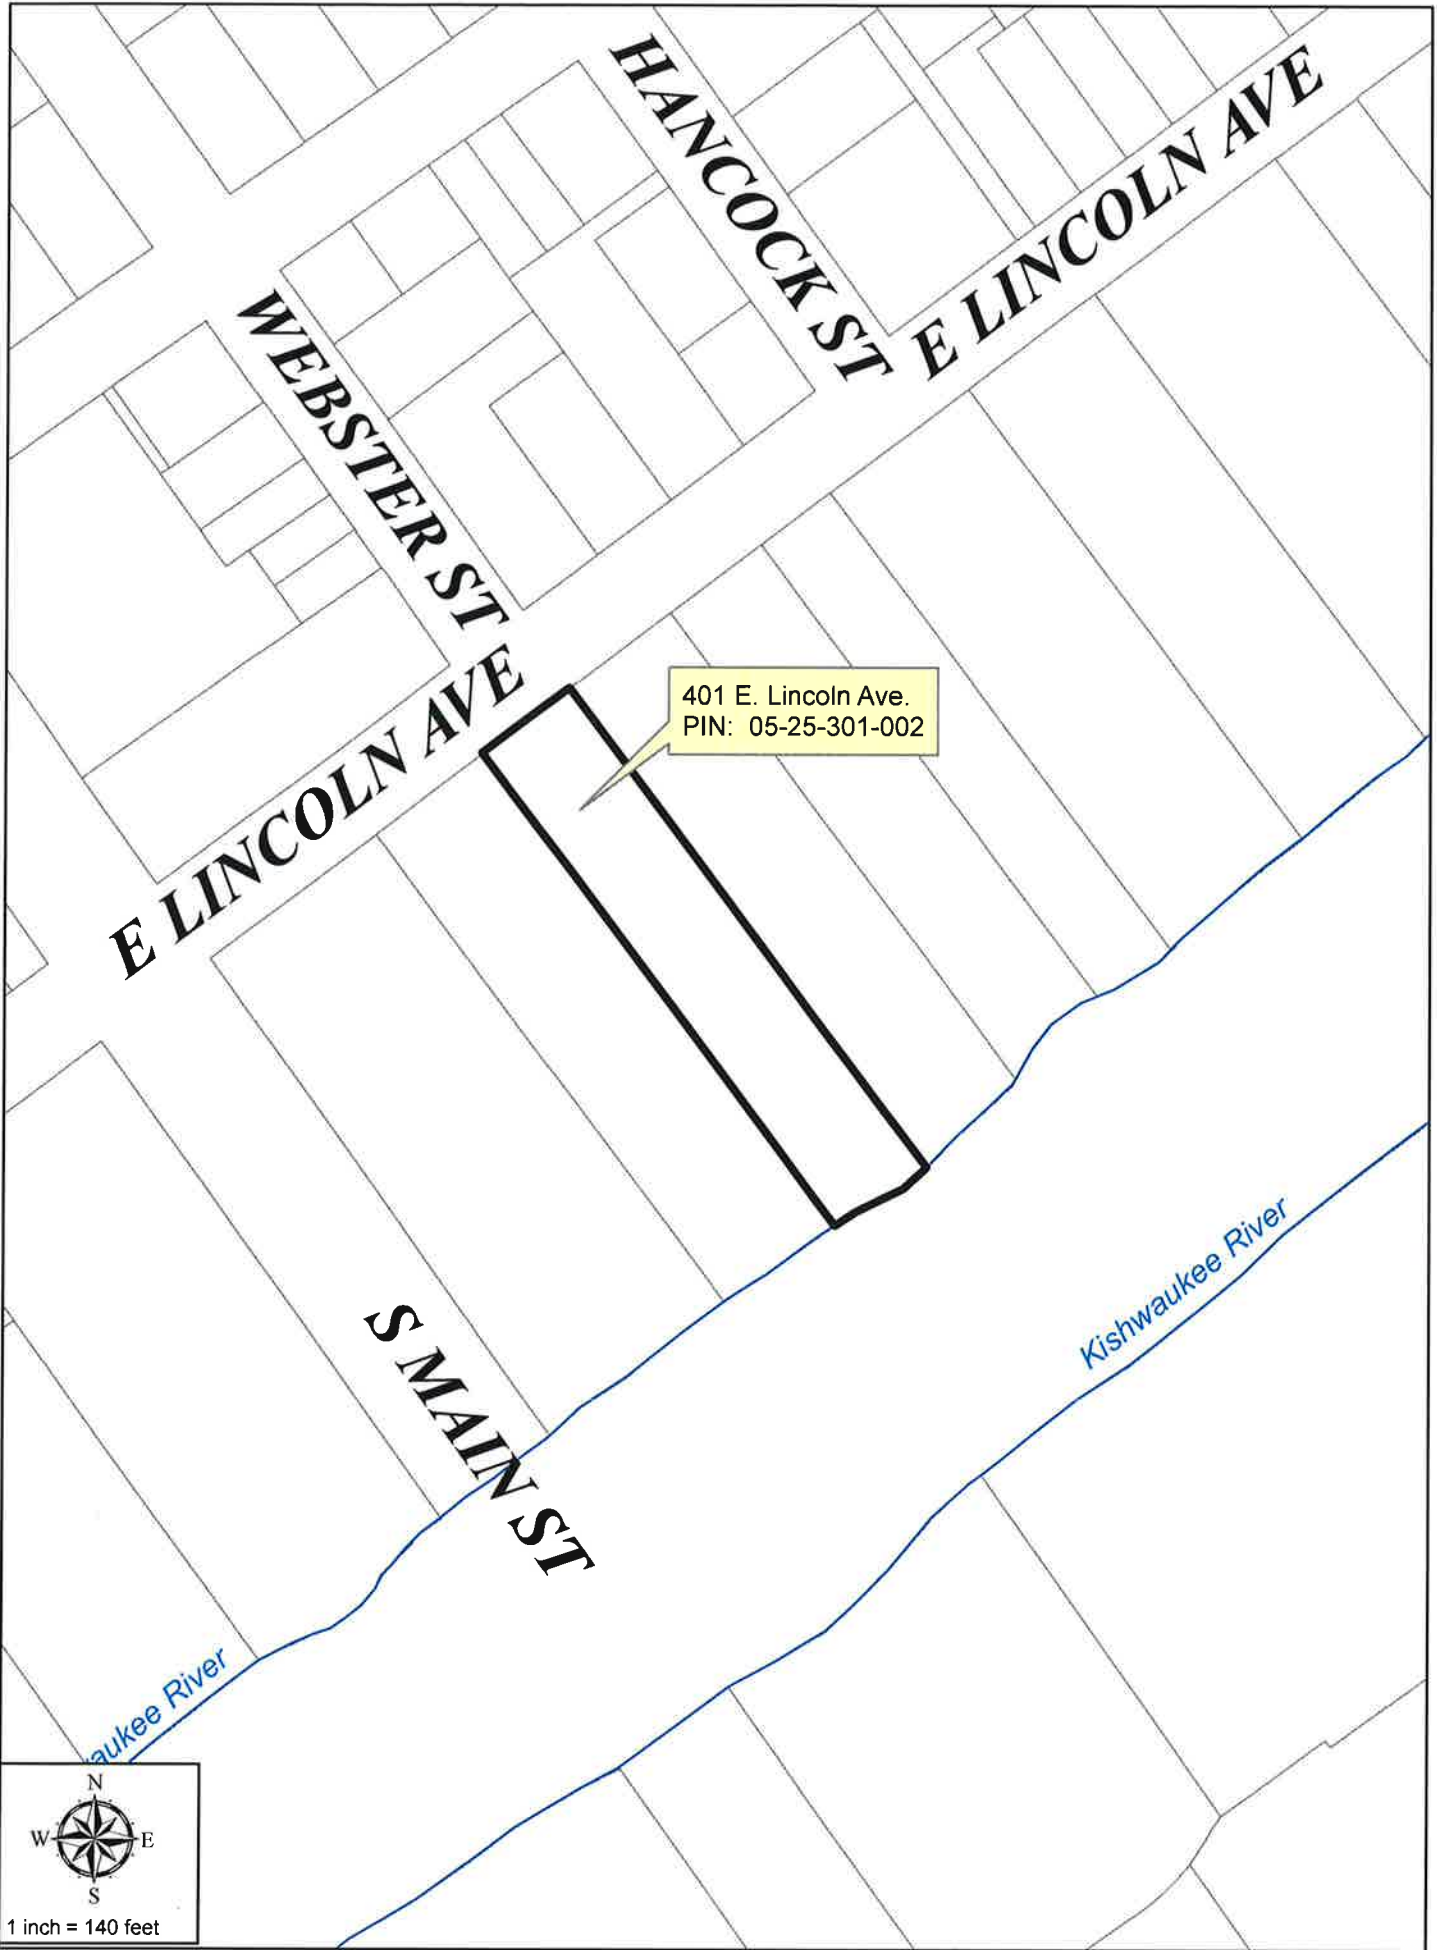 HANCOCK ST
E LINCOLN AVE
WEBSTER ST
E LINCOLN AVE
401 E. Lincoln Ave.
PIN: 05-25-301-002
Kishwaukee River
S MAIN ST
aukee River
N
W E
S
1 inch = 140 feet